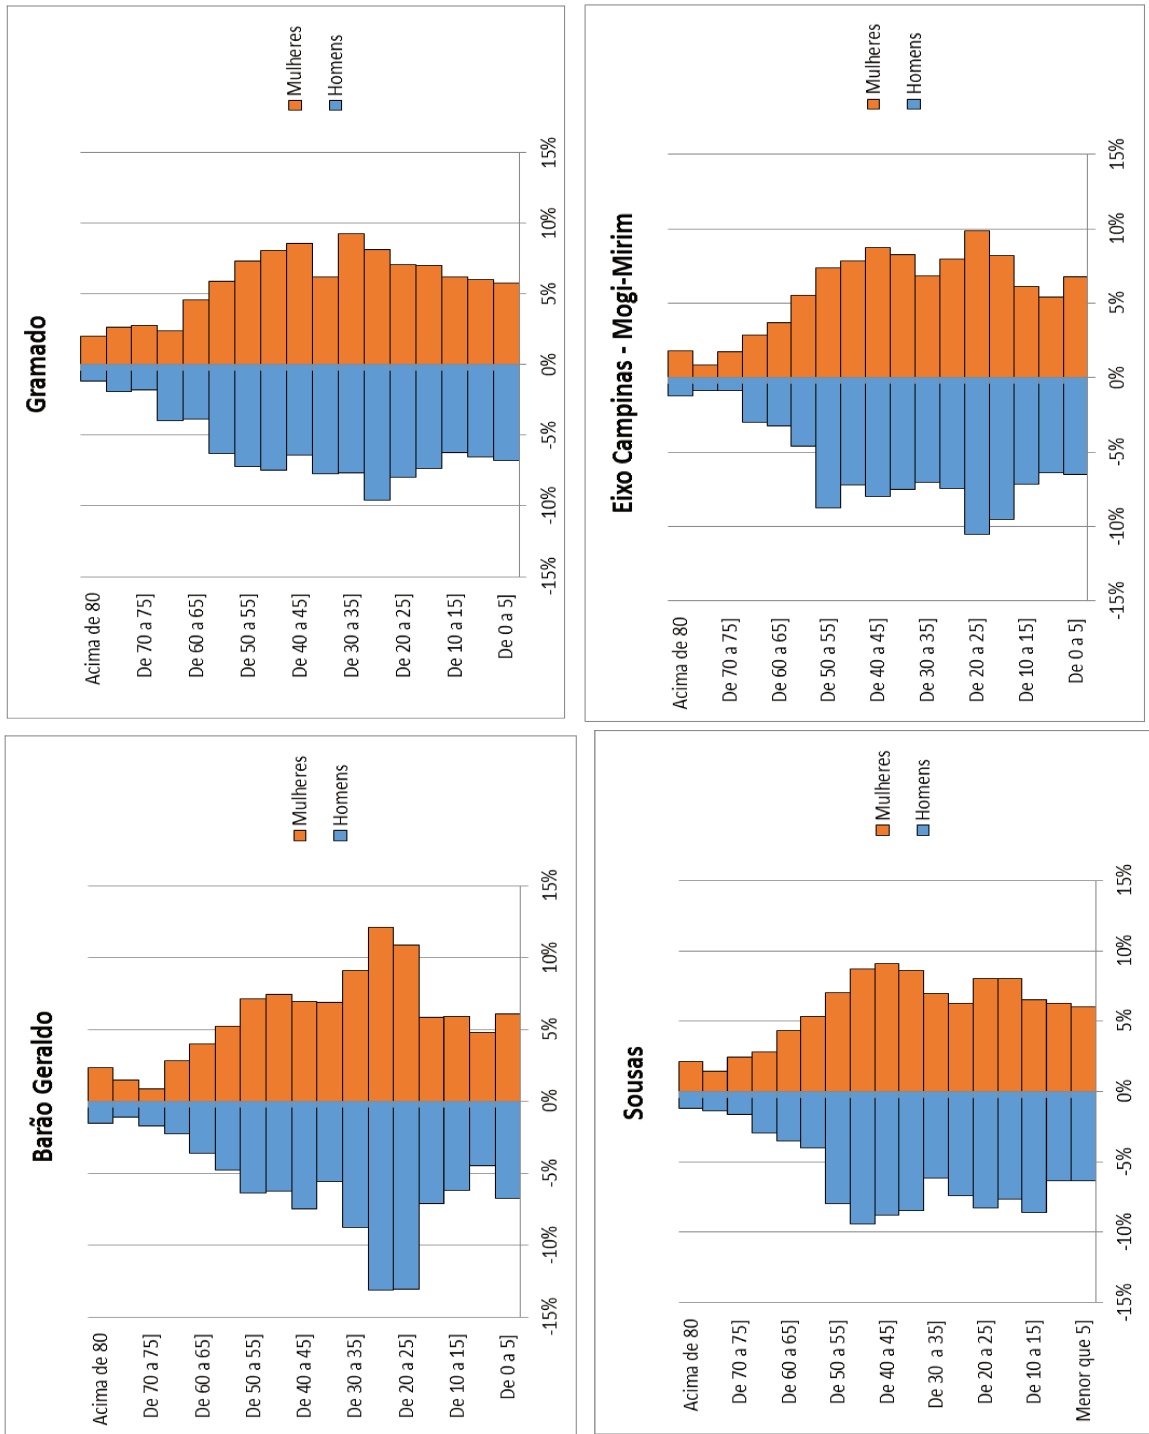 Barão Geraldo
Acima de 80
De 70 a 75]
De 60 a 65]
De 50 a 55]
De 40 a 45]
De 30 a 35]
De 20 a 25]
De 10 a 15]
De 0 a 5]
-15% -10% -5% 0% 5% 10% 15%
Mulheres
Homens
Gramado
Acima de 80
De 70 a 75]
De 60 a 65]
De 50 a 55]
De 40 a 45]
De 30 a 35]
De 20 a 25]
De 10 a 15]
De 0 a 5]
-15% -10% -5% 0% 5% 10% 15%
Mulheres
Homens
Sousas
Acima de 80
De 70 a 75]
De 60 a 65]
De 50 a 55]
De 40 a 45]
De 30 a 35]
De 20 a 25]
De 10 a 15]
Menor que 5]
-15% -10% -5% 0% 5% 10% 15%
Mulheres
Homens
Eixo Campinas - Mogi-Mirim
Acima de 80
De 70 a 75]
De 60 a 65]
De 50 a 55]
De 40 a 45]
De 30 a 35]
De 20 a 25]
De 10 a 15]
De 0 a 5]
-15% -10% -5% 0% 5% 10% 15%
Mulheres
Homens